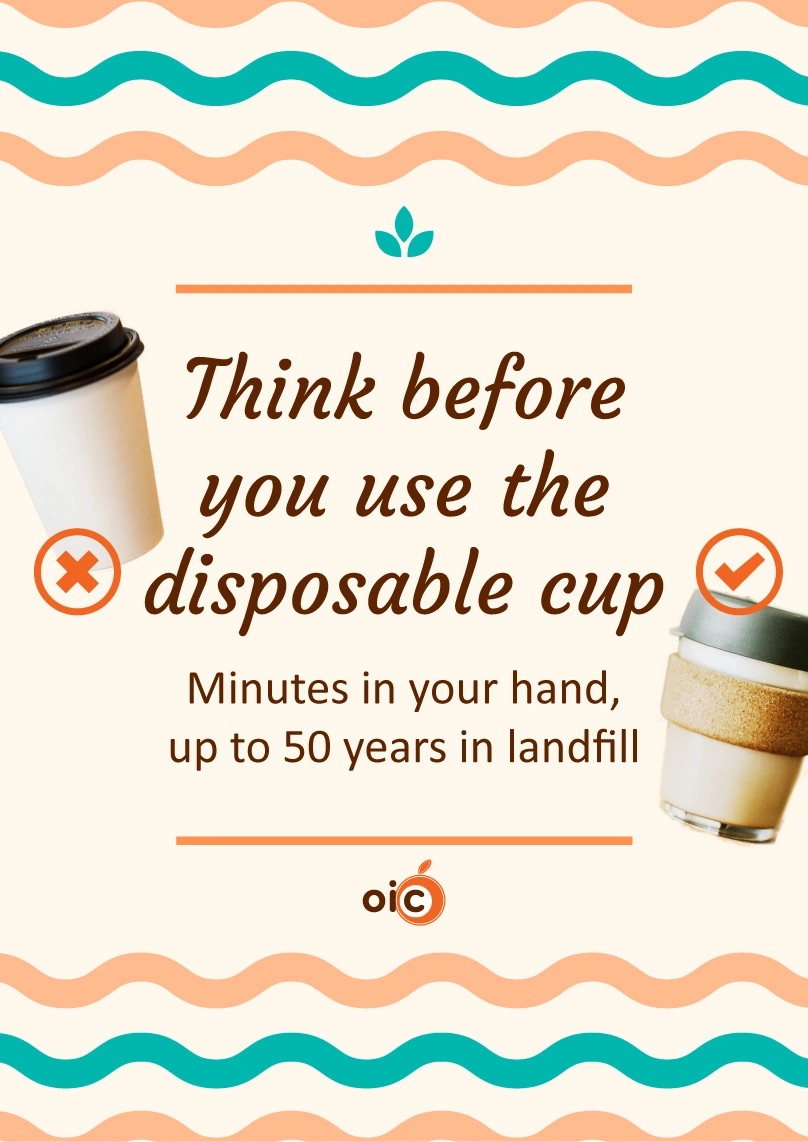 Think before
you use the
disposable cup
Minutes in your hand,
up to 50 years in landfill
oic